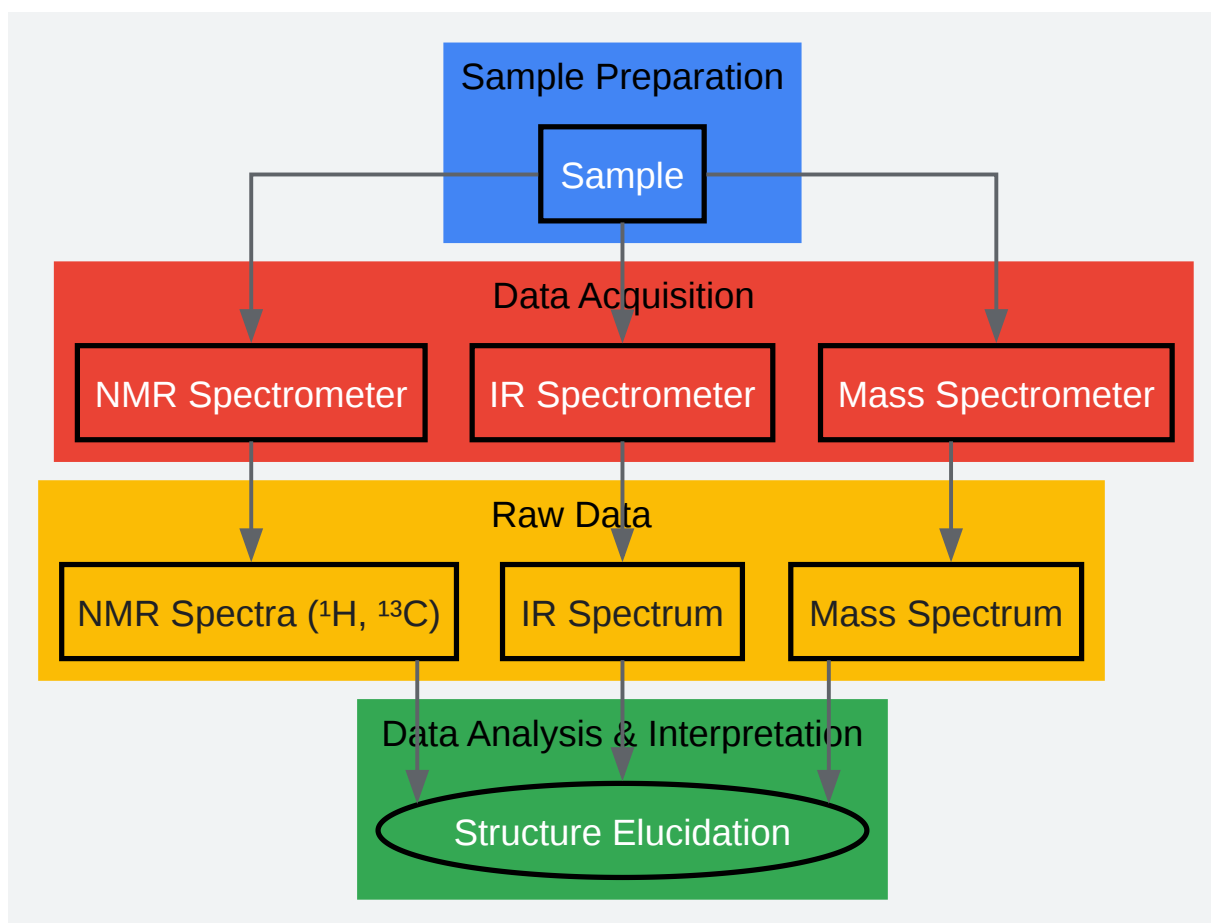 Sample Preparation
Sample
Data Acquisition
NMR Spectrometer
IR Spectrometer
Mass Spectrometer
Raw Data
NMR Spectra (¹H, ¹³C)
IR Spectrum
Mass Spectrum
Data Analysis & Interpretation
Structure Elucidation